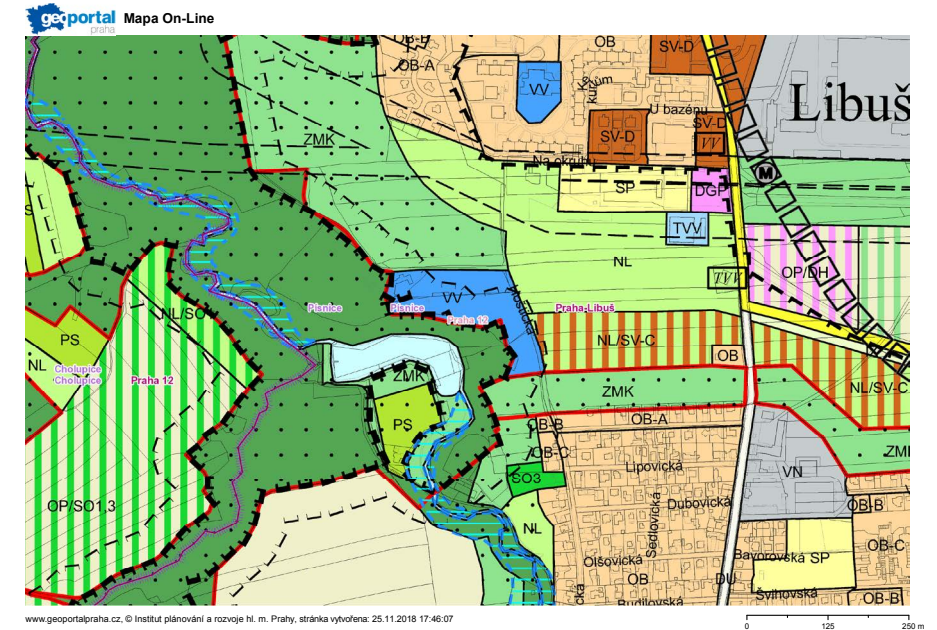 geoportal
praha
Mapa On-Line
OB-B
OB-A
OB
SV-D
Libuš
VV
U bazénu
SV-D
SV-D
VV
ZMK
Na okruhu
M
SP
DGP
S
TVV
NL
TVV
OP/DH
VV
Písnice
Písnice
Praha 12
Praha-Libuš
NL/SO1
PS
NL
NL/SV-C
OB
Cholupice
Cholupice
Praha 12
ZMK
NL/SV-C
ZMK
PS
OB-B
OB-A
OB-C
ZMK
Lipovická
VN
SO3
OP/SO1,3
Dubovická
OB-B
Sedlovická
NL
OB-C
Bavorovská
SP
Olšovická
OB
DU
Švihovská
OB-B
Budilovská
cká
www.geoportalpraha.cz, © Institut plánování a rozvoje hl. m. Prahy, stránka vytvořena: 25.11.2018 17:46:07
0 125 250 m